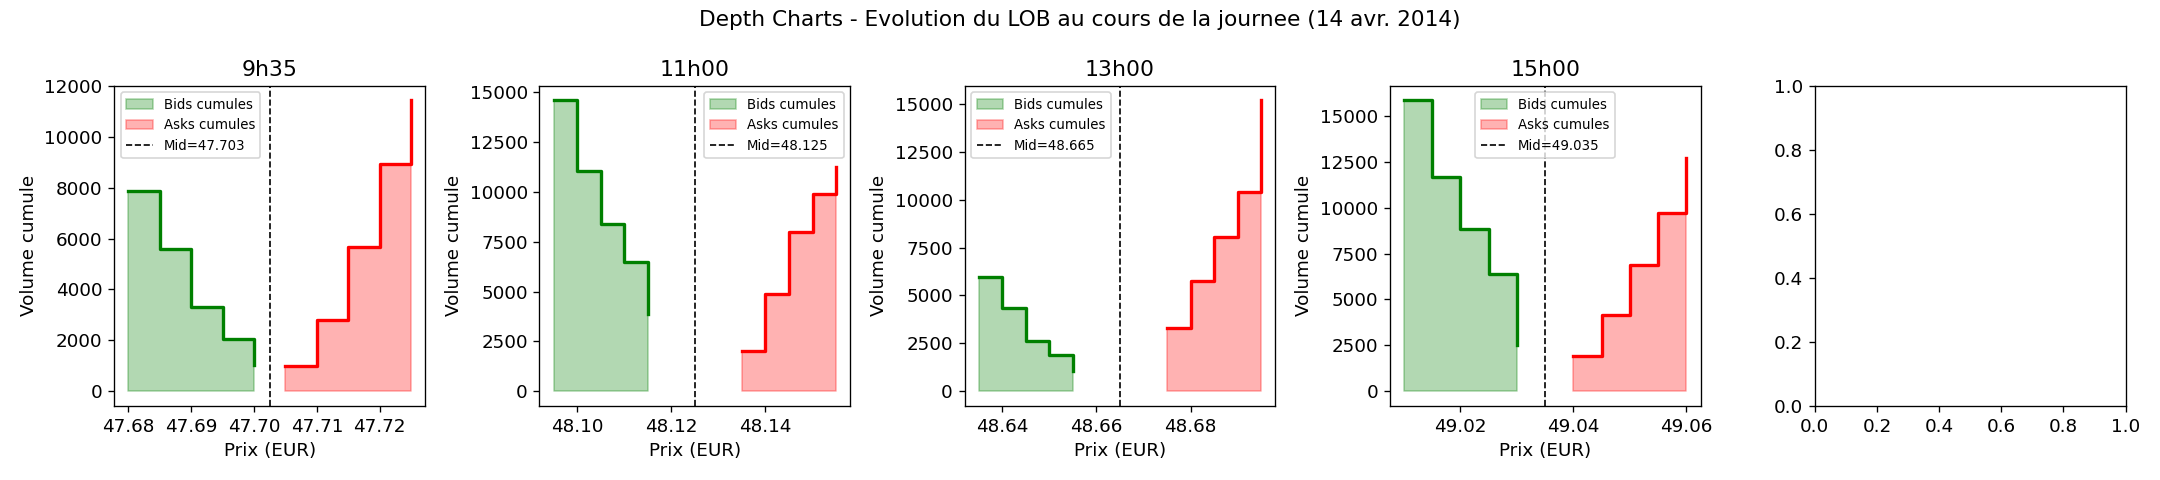 Depth Charts - Evolution du LOB au cours de la journee (14 avr. 2014)
9h35
12000
10000
8000
6000
4000
2000
0
Volume cumule
Bids cumules
Asks cumules
Mid=47.703
47.68 47.69 47.70 47.71 47.72
Prix (EUR)
11h00
15000
12500
10000
7500
5000
2500
0
Volume cumule
Bids cumules
Asks cumules
Mid=48.125
48.10 48.12 48.14
Prix (EUR)
13h00
15000
12500
10000
7500
5000
2500
0
Volume cumule
Bids cumules
Asks cumules
Mid=48.665
48.64 48.66 48.68
Prix (EUR)
15h00
15000
12500
10000
7500
5000
2500
0
Volume cumule
Bids cumules
Asks cumules
Mid=49.035
49.02 49.04 49.06
Prix (EUR)
1.0
0.8
0.6
0.4
0.2
0.0
0.0 0.2 0.4 0.6 0.8 1.0